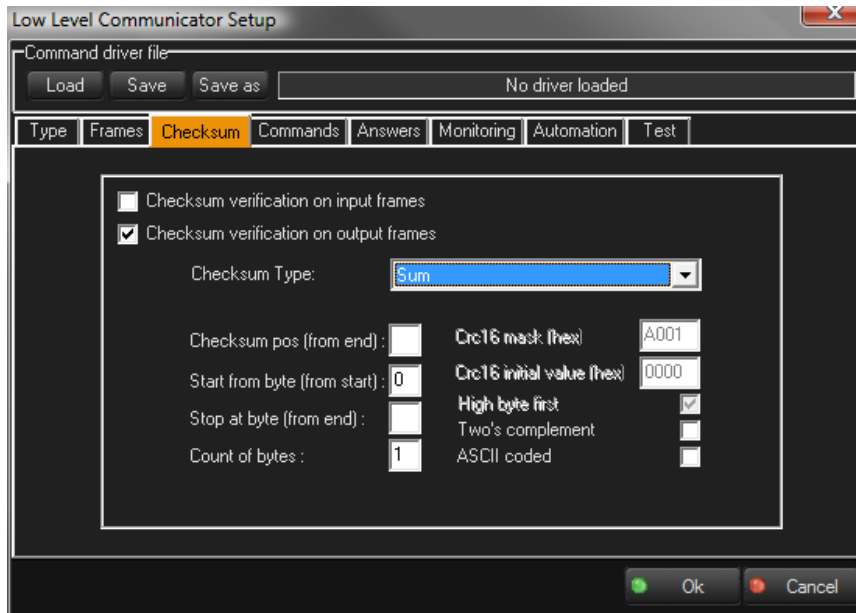 Low Level Communicator Setup
Command driver file
Load Save Save as No driver loaded
Type Frames Checksum Commands Answers Monitoring Automation Test
Checksum verification on input frames
Checksum verification on output frames
Checksum Type: Sum
Checksum pos (from end) : Crc16 mask (hex) A001
Start from byte (from start) : 0 Crc16 initial value (hex) 0000
High byte first
Stop at byte (from end) : Two's complement
Count of bytes : 1 ASCII coded
Ok Cancel